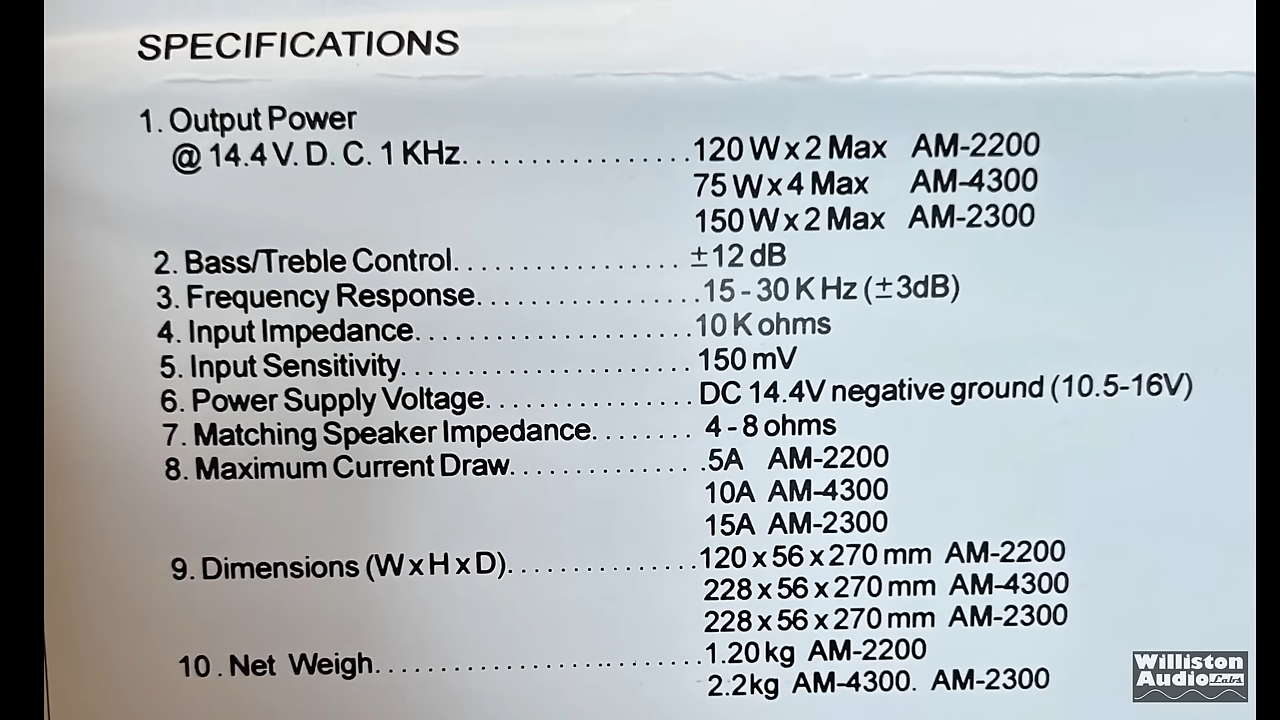 SPECIFICATIONS
1. Output Power
@ 14.4 V. D. C. 1 KHz..................120 W x 2 Max AM-2200
75 W x 4 Max AM-4300
150 W x 2 Max AM-2300
2. Bass/Treble Control.................. ±12 dB
3. Frequency Response..................15 - 30 K Hz (±3dB)
4. Input Impedance......................10 K ohms
5. Input Sensitivity....................... 150 mV
6. Power Supply Voltage................DC 14.4V negative ground (10.5-16V)
7. Matching Speaker Impedance........ 4 - 8 ohms
8. Maximum Current Draw............... .5A AM-2200
10A AM-4300
15A AM-2300
9. Dimensions (W x H x D)...............120 x 56 x 270 mm AM-2200
228 x 56 x 270 mm AM-4300
228 x 56 x 270 mm AM-2300
10. Net Weigh............................1.20 kg AM-2200
2.2kg AM-4300. AM-2300
Williston
Audio Labs